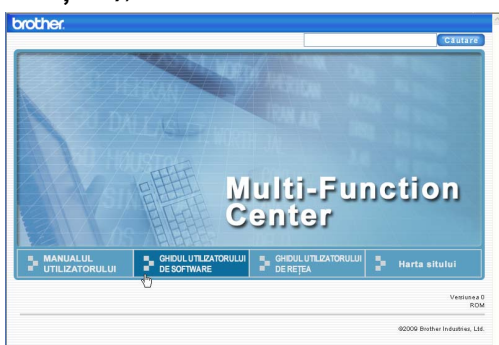 brother.
Căutare
Multi-Function
Center
MANUALUL
UTILIZATORULUI
GHIDUL UTILIZATORULUI
DE SOFTWARE
GHIDUL UTILIZATORULUI
DE REŢEA
Harta sitului
Versiunea 0
ROM
©2009 Brother Industries, Ltd.